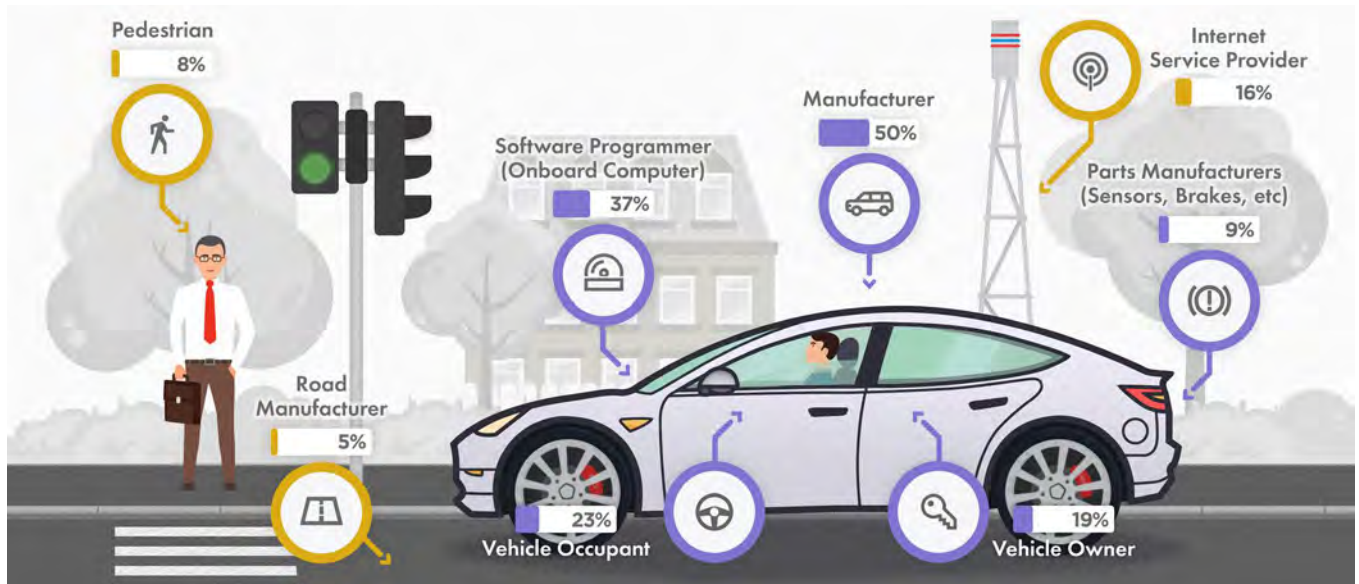 Pedestrian
8%
Internet
Service Provider
16%
Manufacturer
50%
Software Programmer
(Onboard Computer)
37%
Parts Manufacturers
(Sensors, Brakes, etc)
9%
Road
Manufacturer
5%
23%
Vehicle Occupant
19%
Vehicle Owner